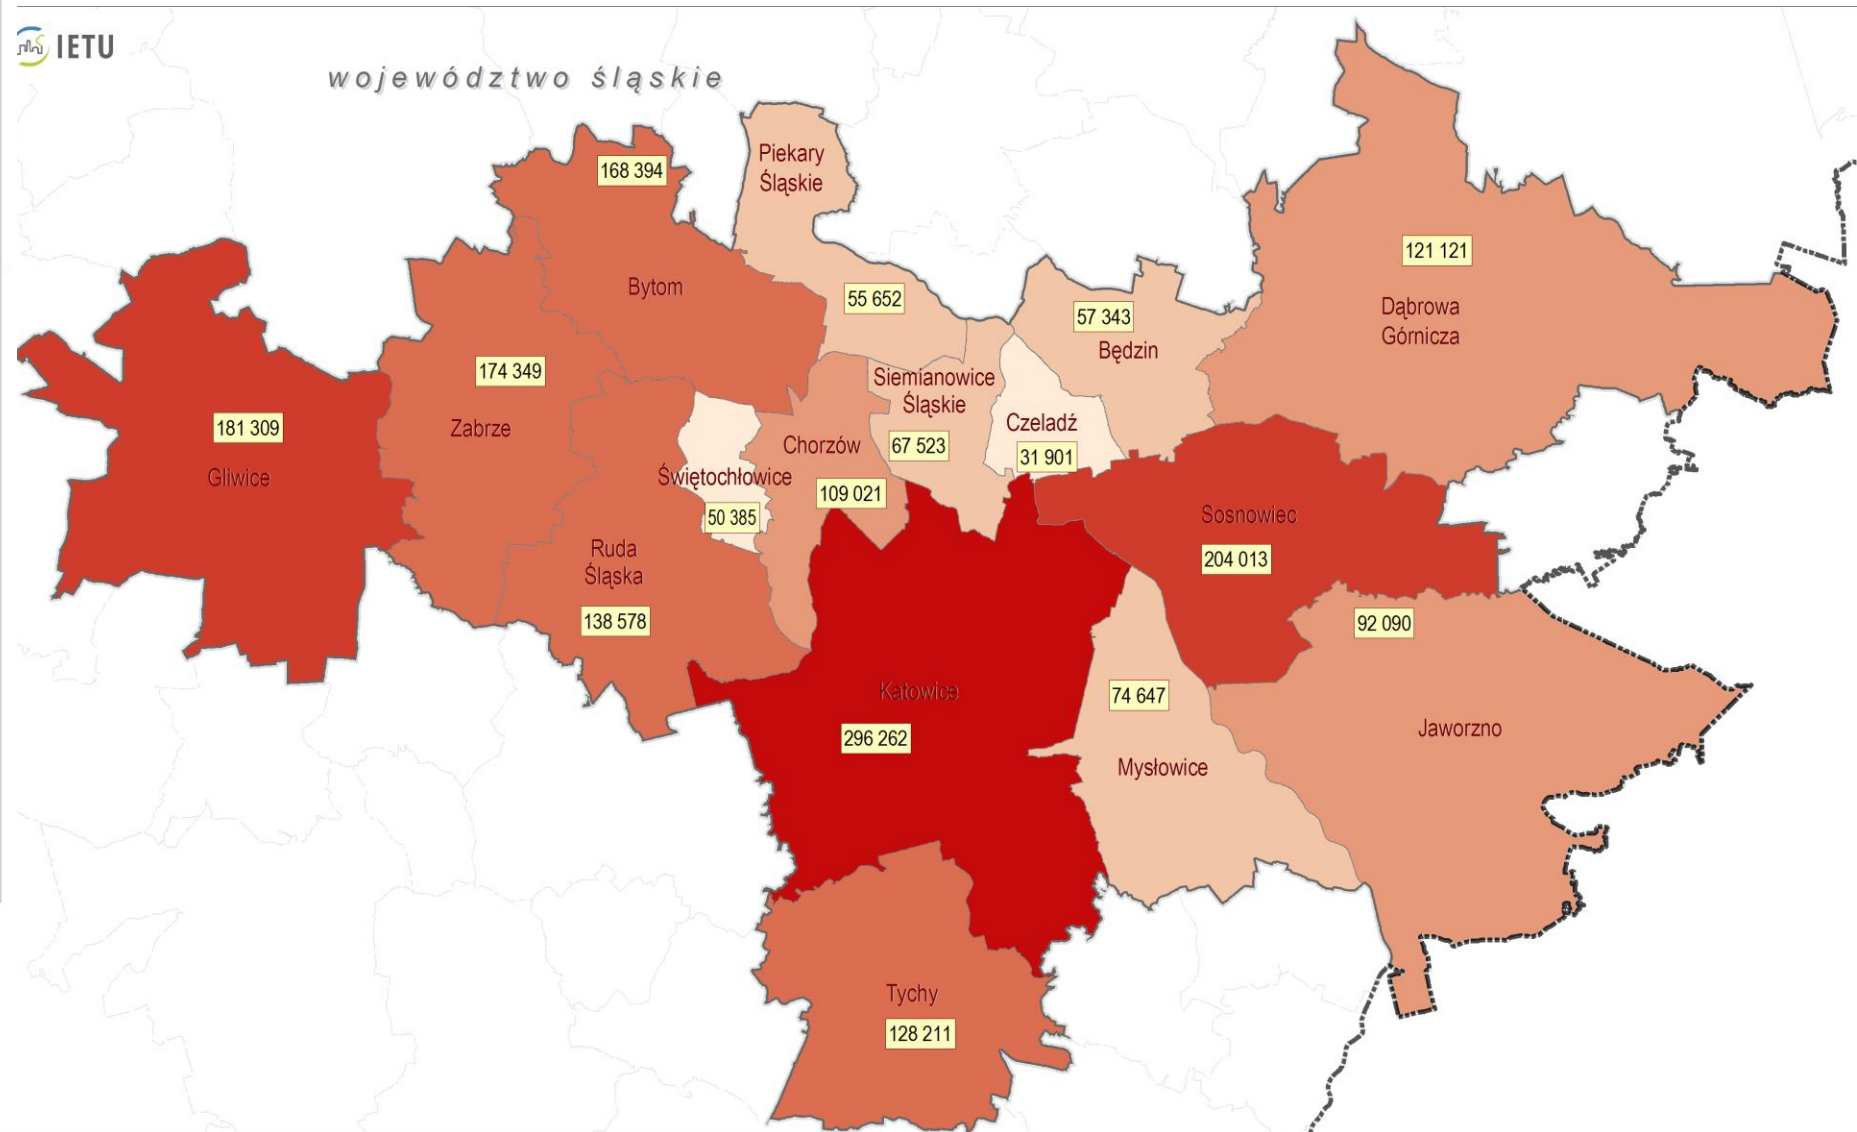 IETU
województwo śląskie
168 394
Piekary
Śląskie
121 121
Bytom
55 652
57 343
Dąbrowa
Górnicza
Będzin
174 349
Siemianowice
Śląskie
181 309
Zabrze
Czeladź
Chorzów
67 523
31 901
Gliwice
Świętochłowice
109 021
50 385
Sosnowiec
204 013
Ruda
Śląska
138 578
92 090
Katowice
74 647
296 262
Jaworzno
Mysłowice
Tychy
128 211